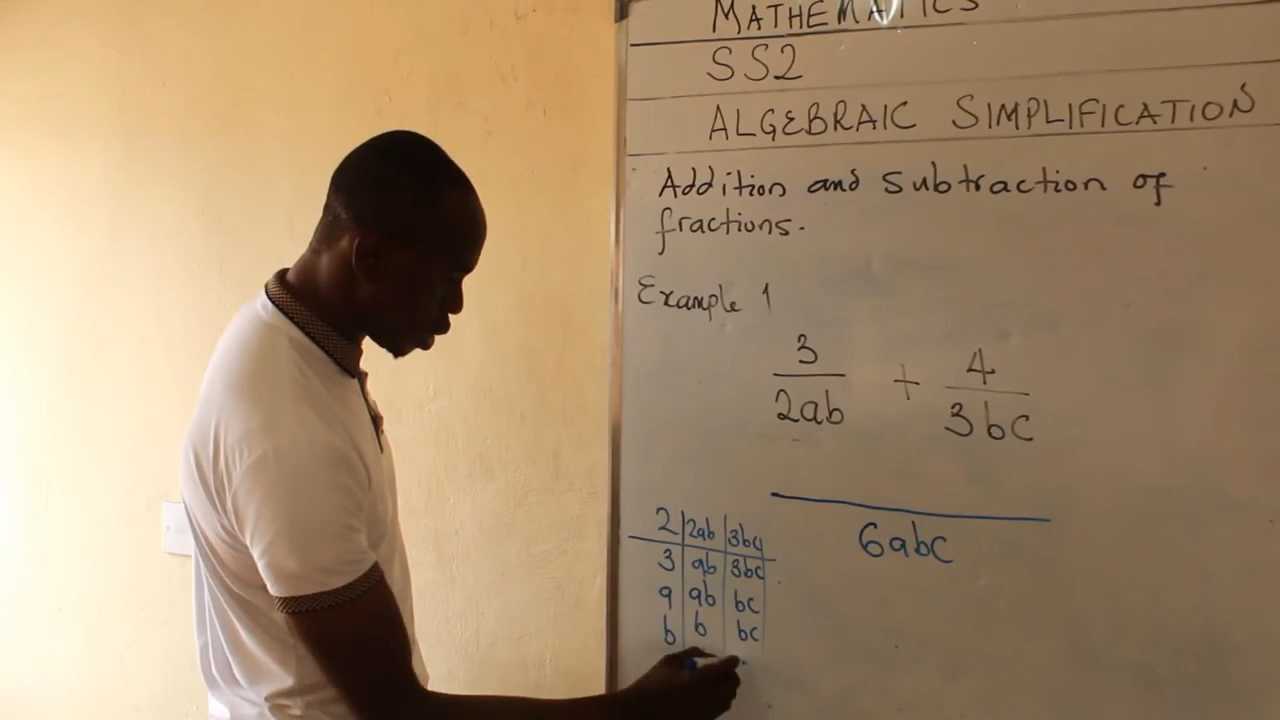 MATHEMATICS
SS2
ALGEBRAIC SIMPLIFICATION
Addition and subtraction of
fractions.
Example 1
3/2ab + 4/3bc
6abc
2 | 2ab | 3bc
3 | ab | 3bc
a | ab | bc
b | b | bc